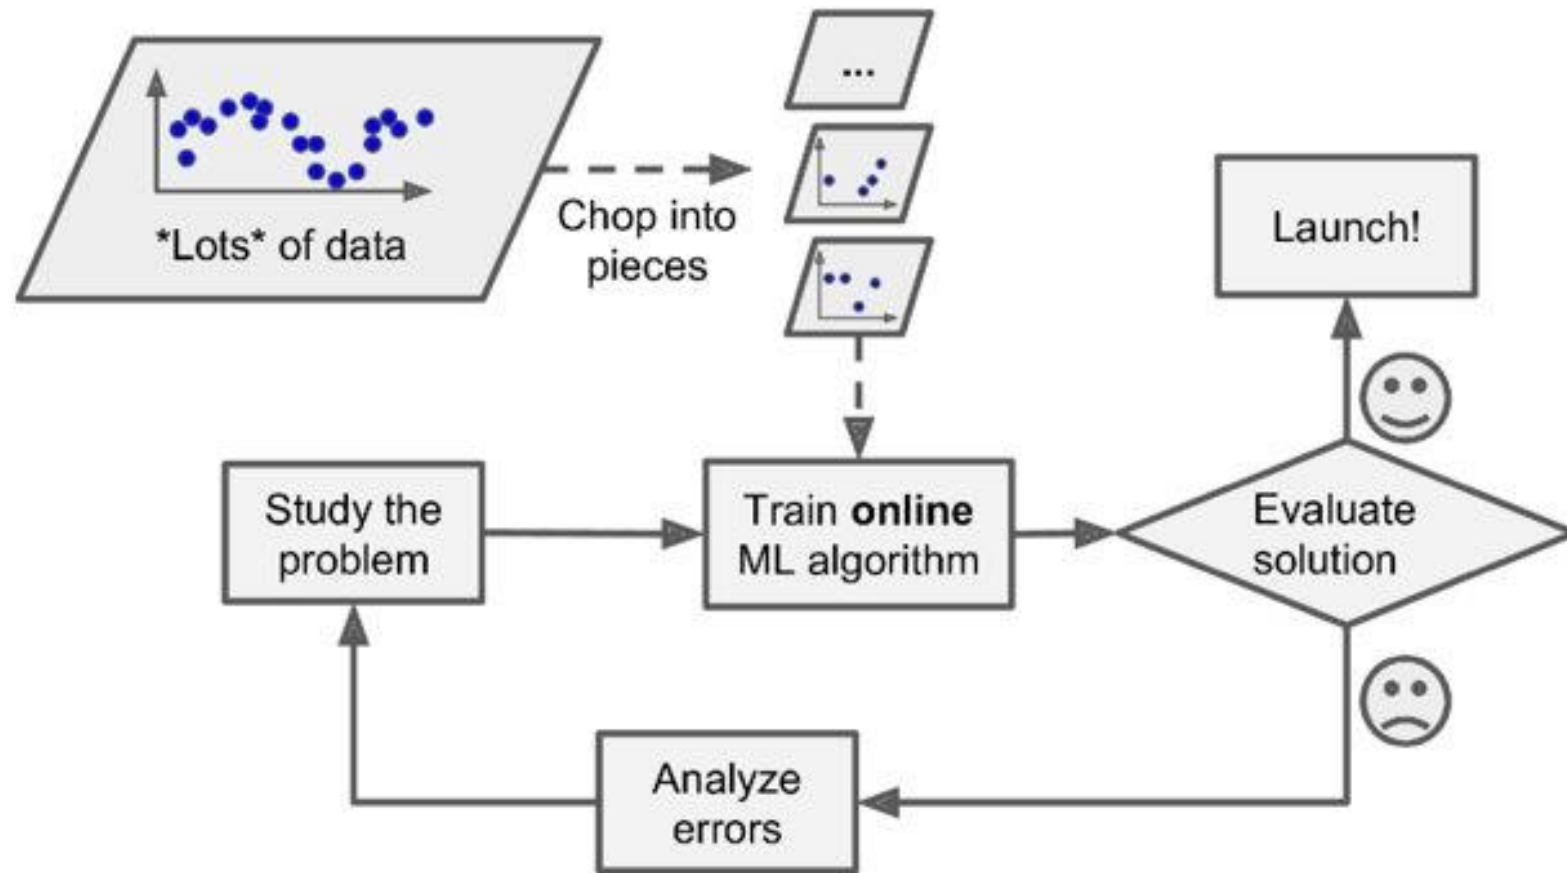 *Lots* of data
Chop into
pieces
...
Launch!
Study the
problem
Train online
ML algorithm
Evaluate
solution
Analyze
errors